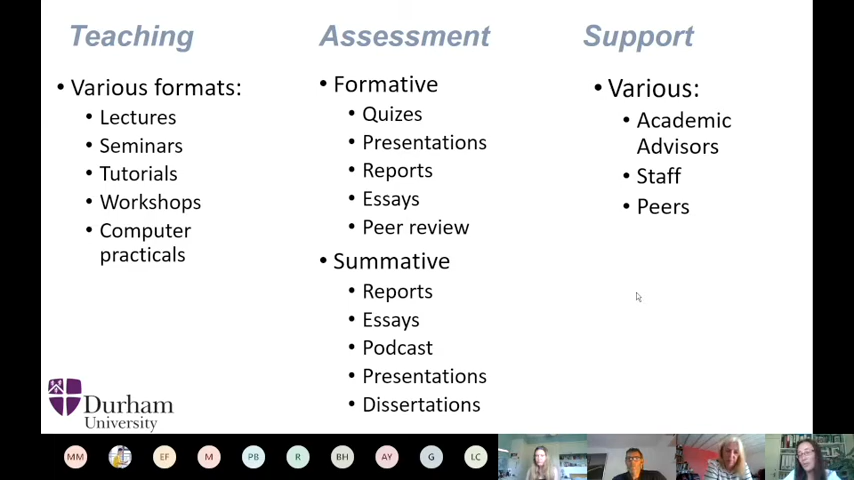 Teaching
• Various formats:
• Lectures
• Seminars
• Tutorials
• Workshops
• Computer
practicals
Assessment
• Formative
• Quizes
• Presentations
• Reports
• Essays
• Peer review
• Summative
• Reports
• Essays
• Podcast
• Presentations
• Dissertations
Support
• Various:
• Academic
Advisors
• Staff
• Peers
Durham
University
MM
EF
M
PB
R
BH
AY
G
LC